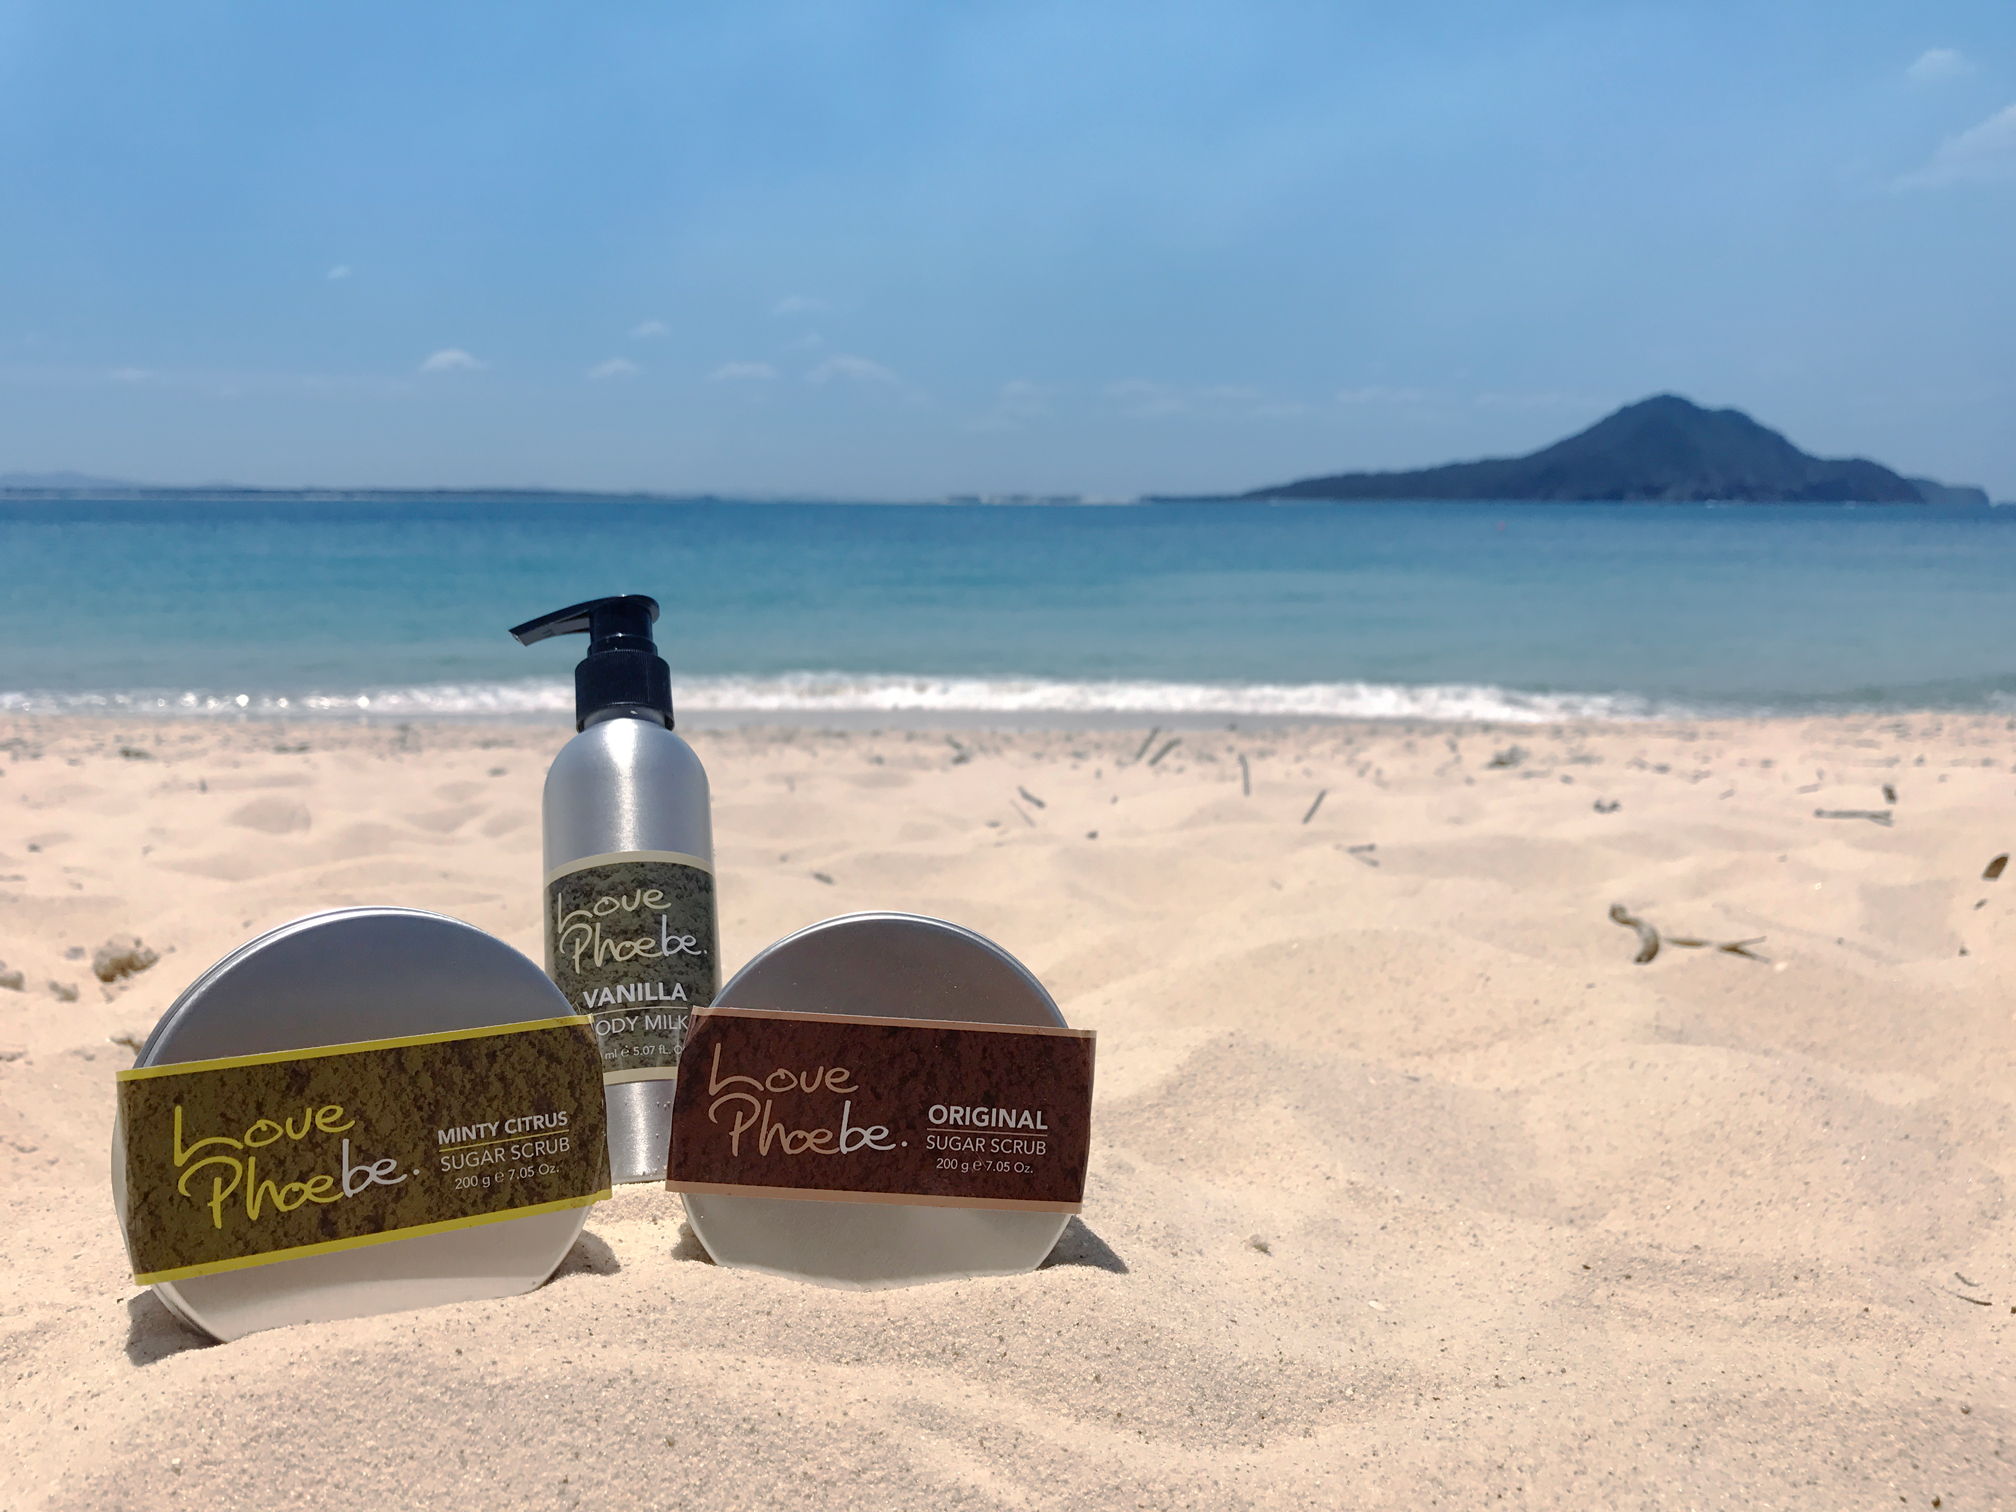 Love
Phoebe.
VANILLA
ODY MILK
ml e 5.07 fL. O
Love
Phoebe.
MINTY CITRUS
SUGAR SCRUB
200 g e 7.05 Oz.
Love
Phoebe.
ORIGINAL
SUGAR SCRUB
200 g e 7.05 Oz.